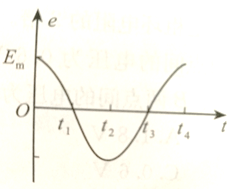 e
Eₘ
O
t₁ t₂ t₃ t₄ t